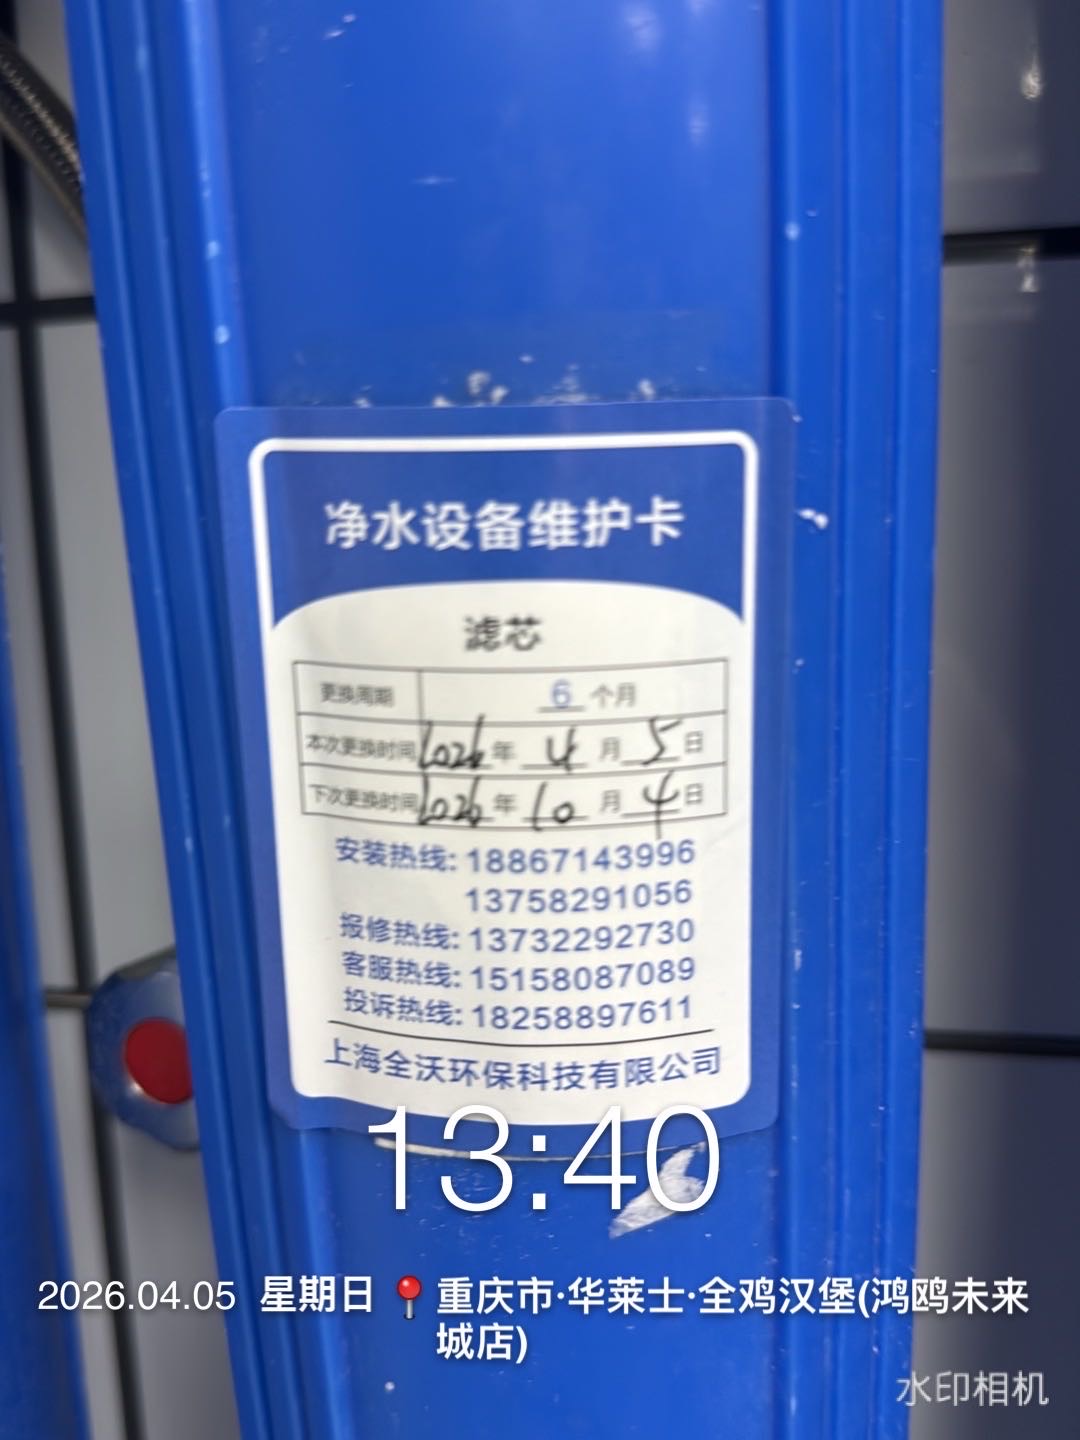 净水设备维护卡
滤芯
更换周期 6 个月
本次更换时间 2026 年 4 月 5 日
下次更换时间 2026 年 10 月 4 日
安装热线: 18867143996
13758291056
报修热线: 13732292730
客服热线: 15158087089
投诉热线: 18258897611
上海全沃环保科技有限公司
13:40
2026.04.05 星期日 重庆市·华莱士·全鸡汉堡(鸿鸥未来
城店)
水印相机